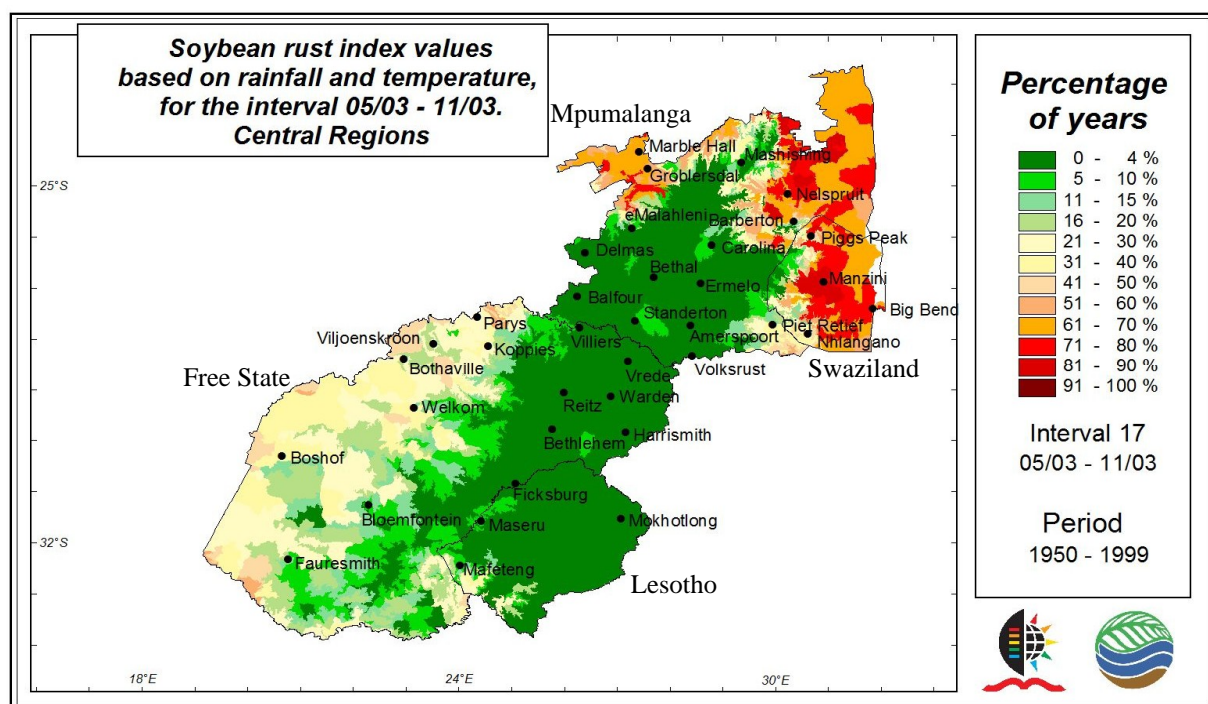 Soybean rust index values
based on rainfall and temperature,
for the interval 05/03 - 11/03.
Central Regions
Mpumalanga
Marble Hall
Mashishing
Groblersdal
25°S
Nelspruit
eMalahleni
Barberton
Piggs Peak
Delmas
Carolina
Bethal
Manzini
Ermelo
Balfour
Big Bend
Standerton
Parys
Piet Retief
Viljoenskroon
Villiers
Amerspoort
Nhlangano
Koppies
Bothaville
Volksrust
Swaziland
Vrede
Free State
Reitz
Warden
Welkom
Bethlehem
Harrismith
Boshof
Ficksburg
Bloemfontein
Maseru
Mokhotlong
32°S
Fauresmith
Mafeteng
Lesotho
18°E
24°E
30°E
Percentage
of years
0 - 4 %
5 - 10 %
11 - 15 %
16 - 20 %
21 - 30 %
31 - 40 %
41 - 50 %
51 - 60 %
61 - 70 %
71 - 80 %
81 - 90 %
91 - 100 %
Interval 17
05/03 - 11/03
Period
1950 - 1999